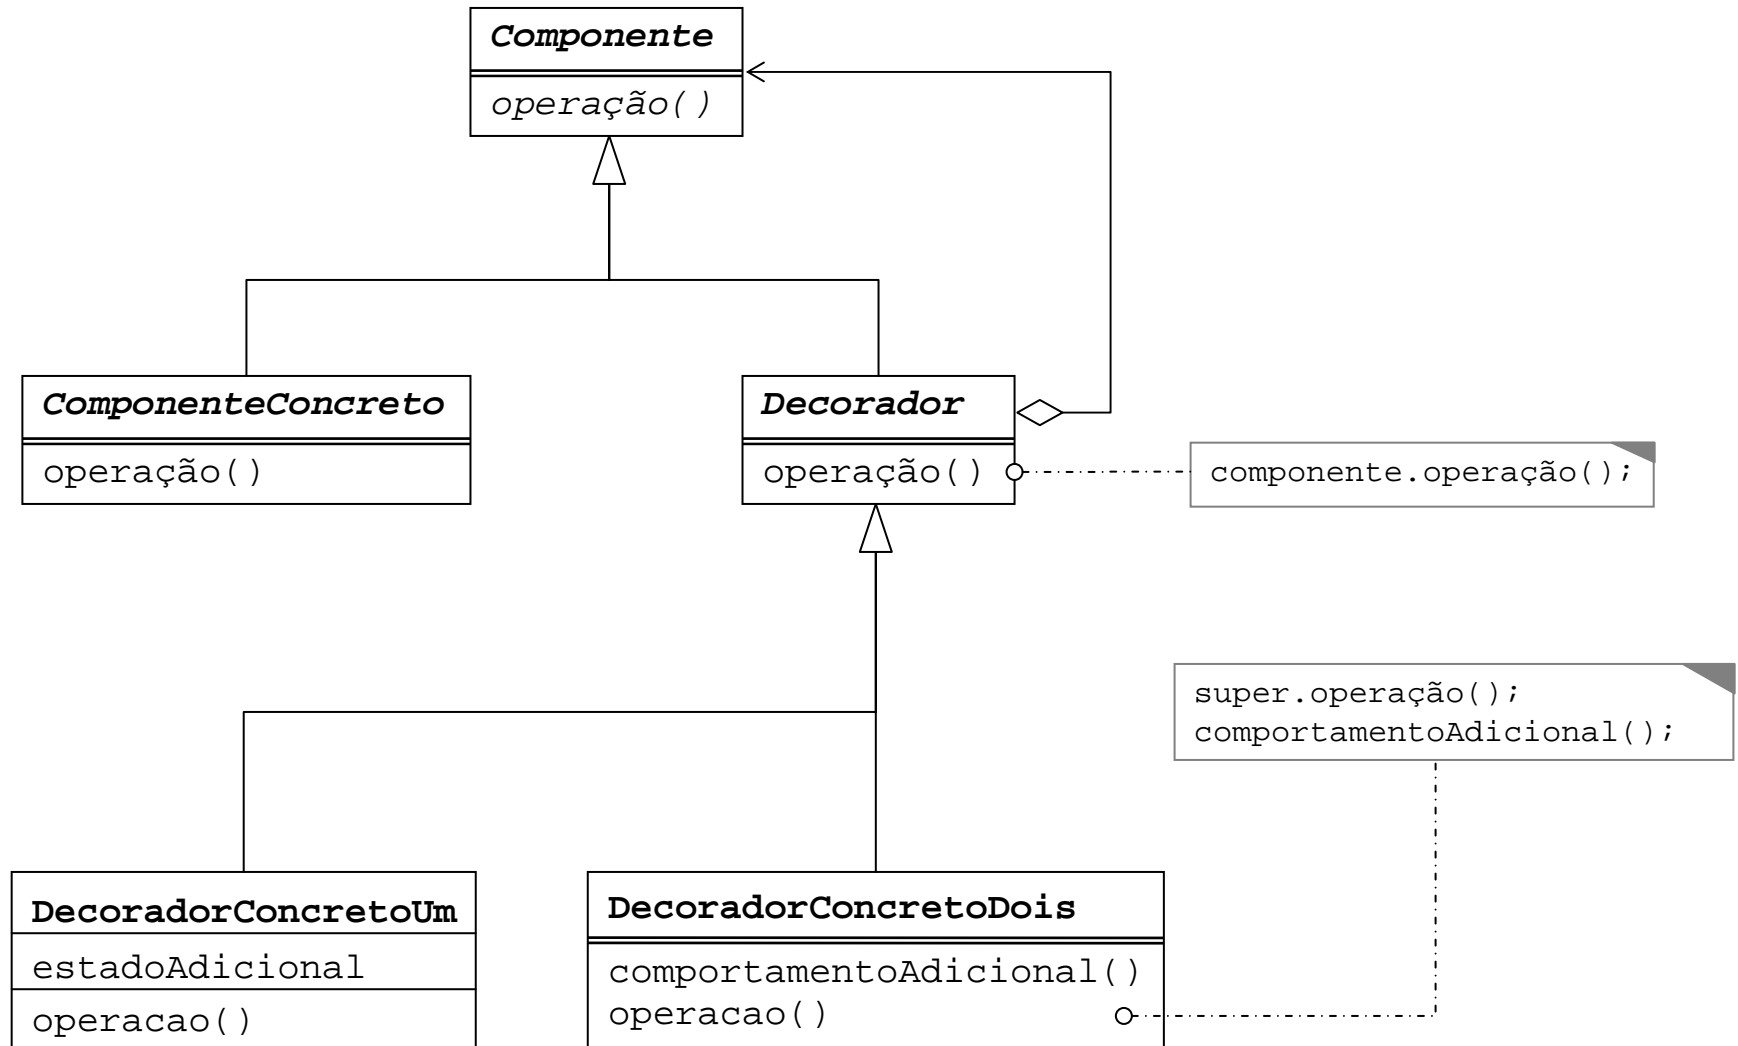 Componente
operação()
ComponenteConcreto
operação()
Decorador
operação()
componente.operação();
super.operação();
comportamentoAdicional();
DecoradorConcretoUm
estadoAdicional
operacao()
DecoradorConcretoDois
comportamentoAdicional()
operacao()